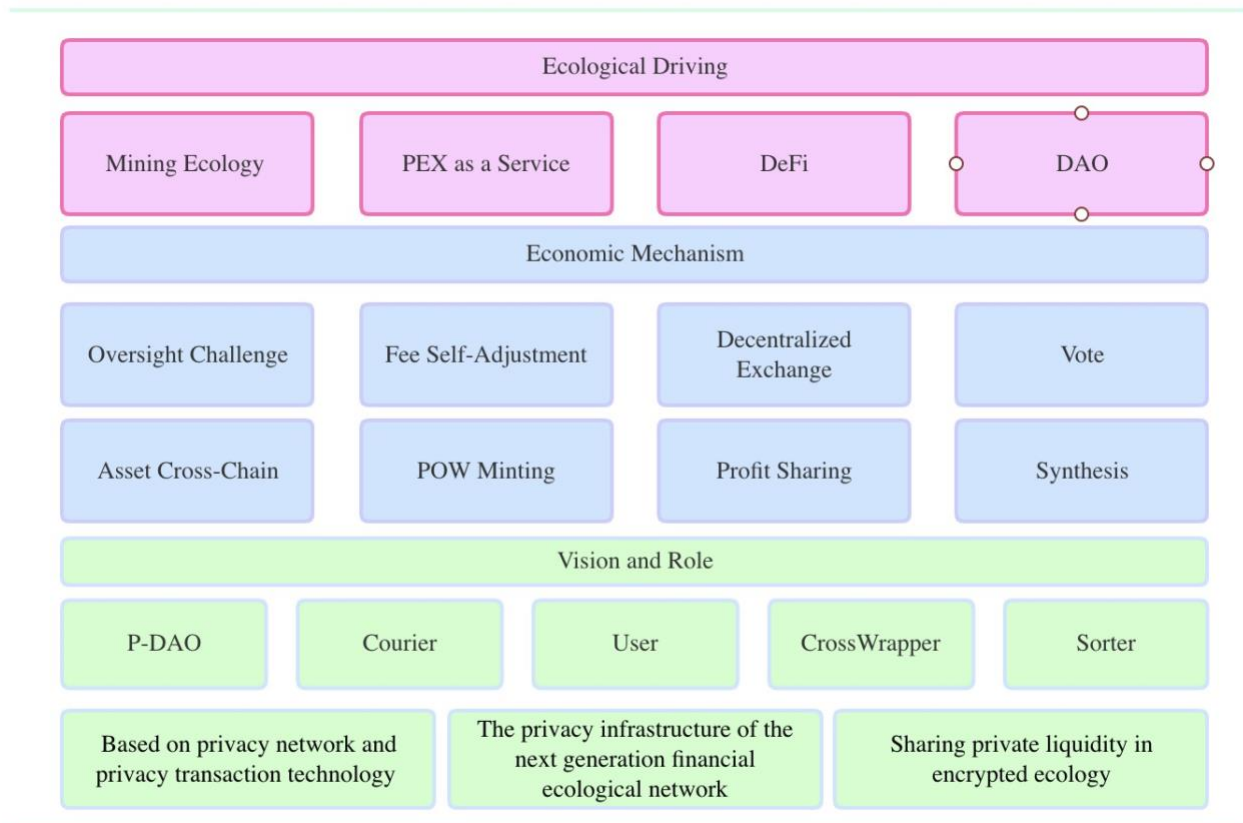 Ecological Driving
Mining Ecology
PEX as a Service
DeFi
DAO
Economic Mechanism
Oversight Challenge
Fee Self-Adjustment
Decentralized
Exchange
Vote
Asset Cross-Chain
POW Minting
Profit Sharing
Synthesis
Vision and Role
P-DAO
Courier
User
CrossWrapper
Sorter
Based on privacy network and
privacy transaction technology
The privacy infrastructure of the
next generation financial
ecological network
Sharing private liquidity in
encrypted ecology